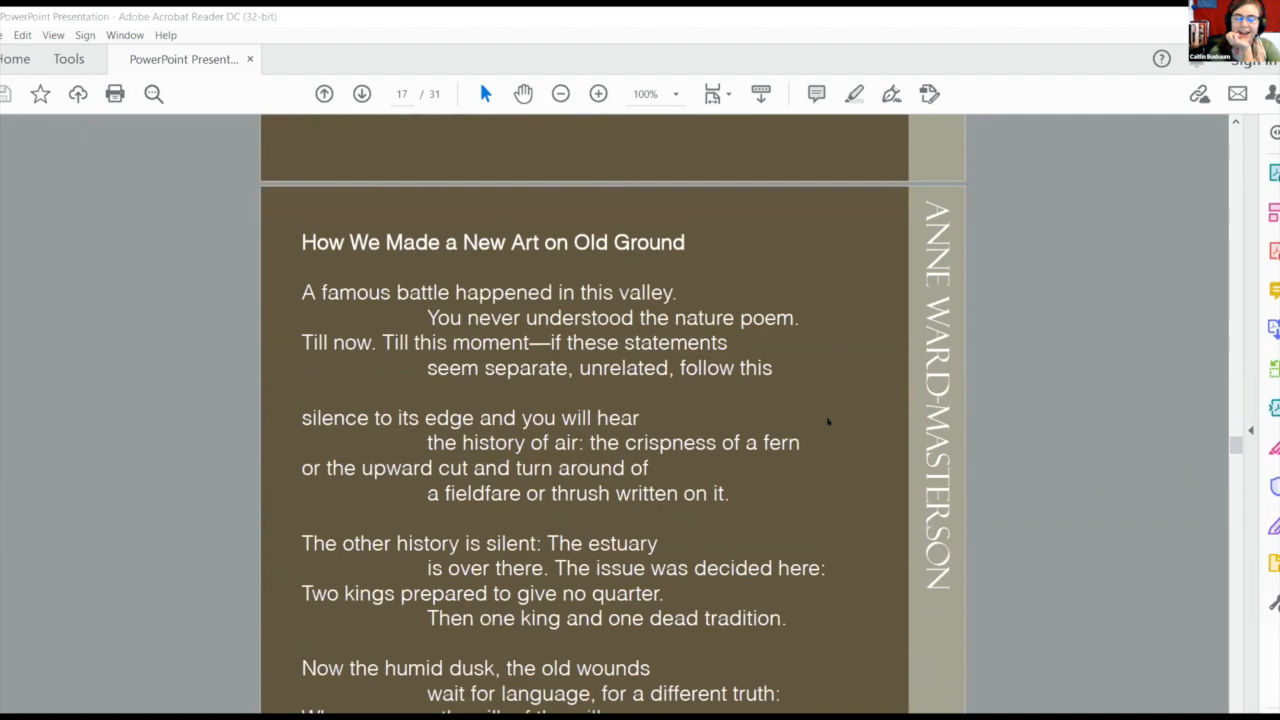 PowerPoint Presentation - Adobe Acrobat Reader DC (32-bit)
Edit View Sign Window Help
Home Tools PowerPoint Present... ×
17 / 31 100%
Caitlin Buxbaum
Sign In
How We Made a New Art on Old Ground
A famous battle happened in this valley.
You never understood the nature poem.
Till now. Till this moment—if these statements
seem separate, unrelated, follow this
silence to its edge and you will hear
the history of air: the crispness of a fern
or the upward cut and turn around of
a fieldfare or thrush written on it.
The other history is silent: The estuary
is over there. The issue was decided here:
Two kings prepared to give no quarter.
Then one king and one dead tradition.
Now the humid dusk, the old wounds
wait for language, for a different truth:
ANNE WARD-MASTERSON